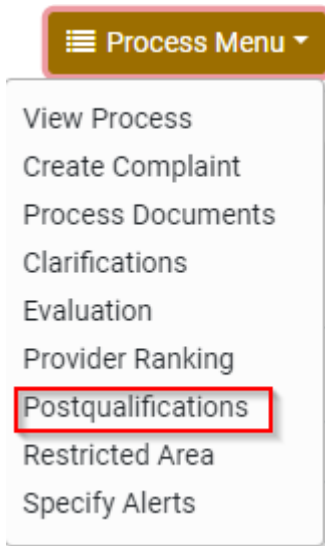 Process Menu
View Process
Create Complaint
Process Documents
Clarifications
Evaluation
Provider Ranking
Postqualifications
Restricted Area
Specify Alerts